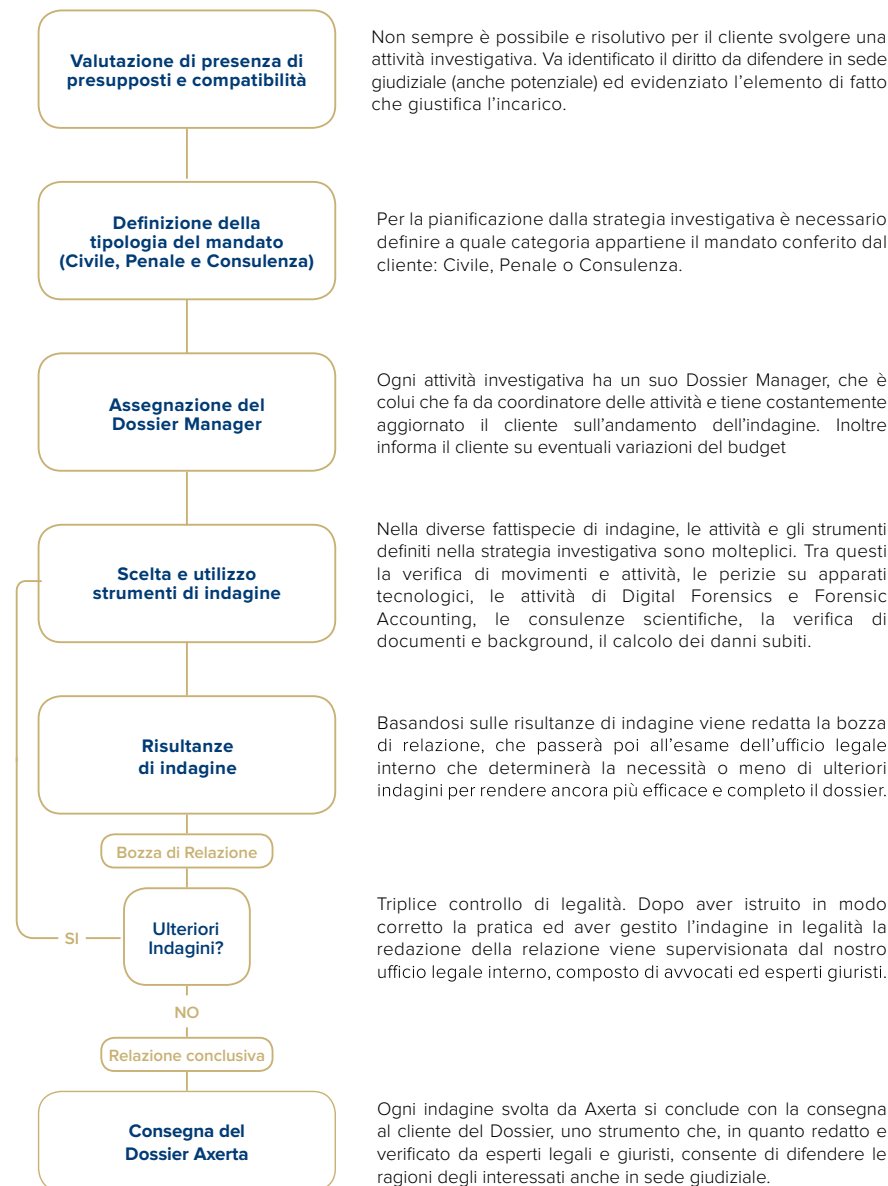 Valutazione di presenza di
presupposti e compatibilità
Non sempre è possibile e risolutivo per il cliente svolgere una
attività investigativa. Va identificato il diritto da difendere in sede
giudiziale (anche potenziale) ed evidenziato l'elemento di fatto
che giustifica l'incarico.
Definizione della
tipologia del mandato
(Civile, Penale e Consulenza)
Per la pianificazione dalla strategia investigativa è necessario
definire a quale categoria appartiene il mandato conferito dal
cliente: Civile, Penale o Consulenza.
Assegnazione del
Dossier Manager
Ogni attività investigativa ha un suo Dossier Manager, che è
colui che fa da coordinatore delle attività e tiene costantemente
aggiornato il cliente sull'andamento dell'indagine. Inoltre
informa il cliente su eventuali variazioni del budget
Scelta e utilizzo
strumenti di indagine
Nella diverse fattispecie di indagine, le attività e gli strumenti
definiti nella strategia investigativa sono molteplici. Tra questi
la verifica di movimenti e attività, le perizie su apparati
tecnologici, le attività di Digital Forensics e Forensic
Accounting, le consulenze scientifiche, la verifica di
documenti e background, il calcolo dei danni subiti.
Risultanze
di indagine
Basandosi sulle risultanze di indagine viene redatta la bozza
di relazione, che passerà poi all'esame dell'ufficio legale
interno che determinerà la necessità o meno di ulteriori
indagini per rendere ancora più efficace e completo il dossier.
Bozza di Relazione
Ulteriori
Indagini?
SI
Triplice controllo di legalità. Dopo aver istruito in modo
corretto la pratica ed aver gestito l'indagine in legalità la
redazione della relazione viene supervisionata dal nostro
ufficio legale interno, composto di avvocati ed esperti giuristi.
NO
Relazione conclusiva
Consegna del
Dossier Axerta
Ogni indagine svolta da Axerta si conclude con la consegna
al cliente del Dossier, uno strumento che, in quanto redatto e
verificato da esperti legali e giuristi, consente di difendere le
ragioni degli interessati anche in sede giudiziale.